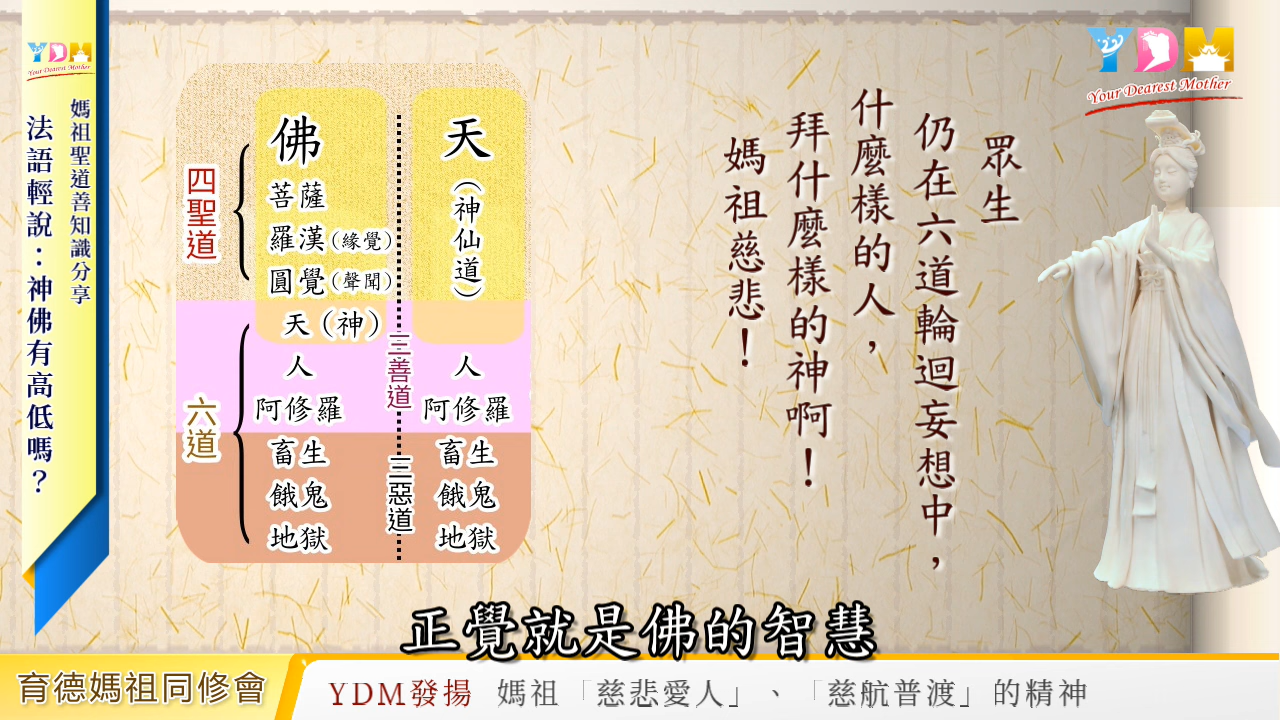 YDM
Your Dearest Mother
媽祖聖道善知識分享
法語輕說：神佛有高低嗎？
四聖道
六道
佛
菩薩
羅漢（緣覺）
圓覺（聲聞）
天（神）
人
阿修羅
畜生
餓鬼
地獄
三善道
三惡道
天（神仙道）
人
阿修羅
畜生
餓鬼
地獄
眾生
仍在六道輪迴妄想中，
什麼樣的人，
拜什麼樣的神啊！
媽祖慈悲！
YDM
Your Dearest Mother
正覺就是佛的智慧
育德媽祖同修會
YDM發揚 媽祖「慈悲愛人」、「慈航普渡」的精神